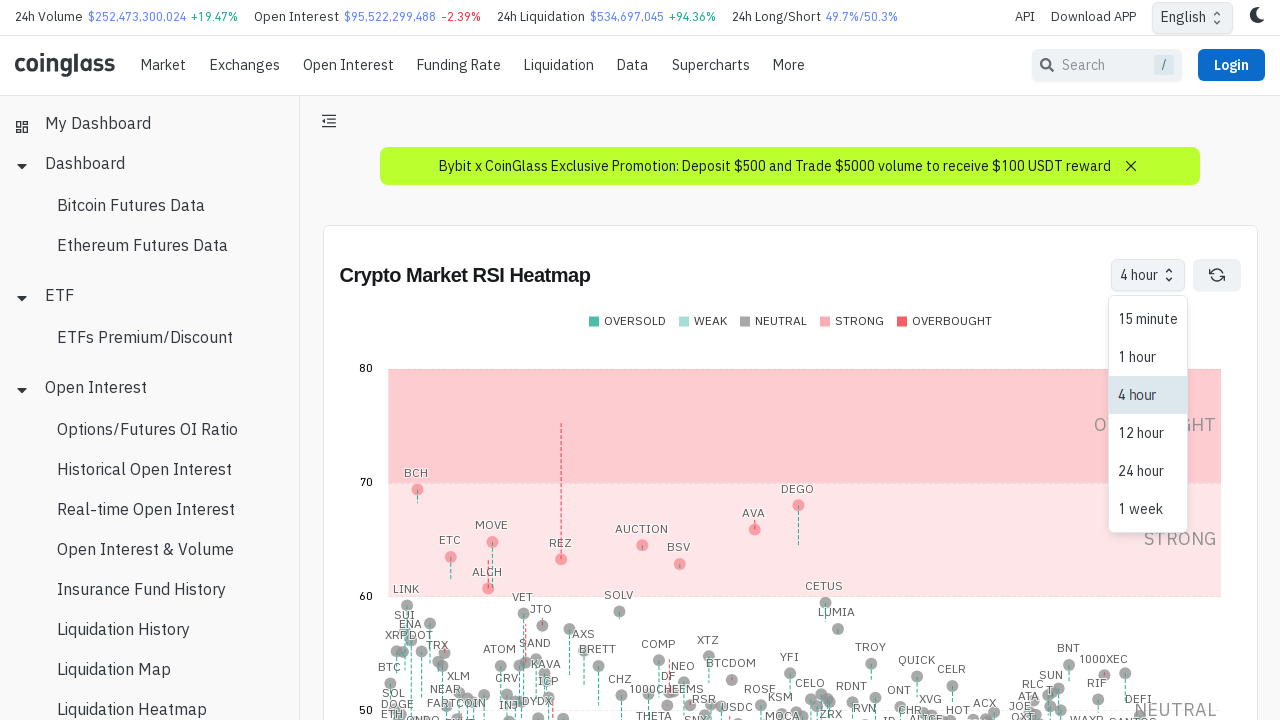 24h Volume $252,473,300,024 +19.47% Open Interest $95,522,299,488 -2.39% 24h Liquidation $534,697,045 +94.36% 24h Long/Short 49.7%/50.3% API Download APP English
coinglass Market Exchanges Open Interest Funding Rate Liquidation Data Supercharts More Search / Login
My Dashboard
Dashboard
Bitcoin Futures Data
Ethereum Futures Data
ETF
ETFs Premium/Discount
Open Interest
Options/Futures OI Ratio
Historical Open Interest
Real-time Open Interest
Open Interest & Volume
Insurance Fund History
Liquidation History
Liquidation Map
Liquidation Heatmap
Bybit x CoinGlass Exclusive Promotion: Deposit $500 and Trade $5000 volume to receive $100 USDT reward
Crypto Market RSI Heatmap
4 hour
15 minute
1 hour
4 hour
12 hour
24 hour
1 week
OVERSOLD WEAK NEUTRAL STRONG OVERBOUGHT
80
70
60
50
STRONG
NEUTRAL
BCH
DEGO
AVA
MOVE
AUCTION
ETC
REZ
BSV
ALCH
CETUS
LINK
VET
SOLV
JTO
LUMIA
SUI
ENA
XRP DOT
AXS
TRX
ATOM
SAND
BRETT
COMP
XTZ
YFI
TROY
BNT
BTC
KAVA
NEO
BTCDOM
QUICK
1000XEC
XLM
CRV
ICP
CHZ
CELO
CELR
SUN
SOL
NEAR
1000CHEEMS
ROSE
KSM
RDNT
ONT
RLC
RIF
DOGE
FARTCOIN
INJ
DYDX
RSR
USDC
RVN
XVG
ACX
ATA
JOE
DEFI
ETH
THETA
MOCA
ZRX
HOT